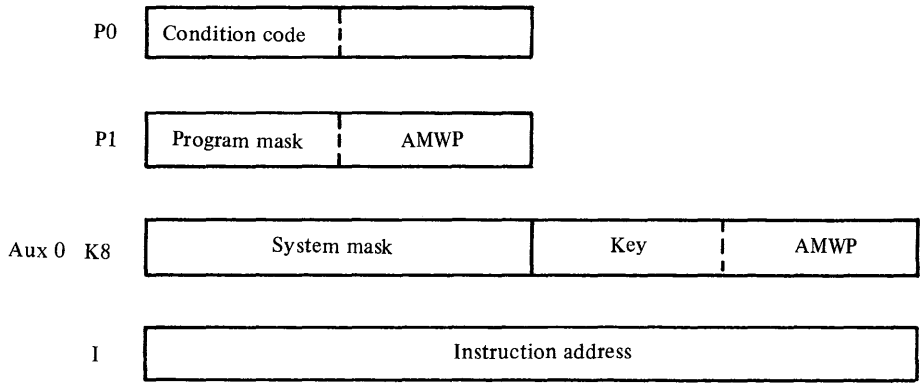 P0 Condition code
P1 Program mask AMWP
Aux 0 K8 System mask Key AMWP
I Instruction address